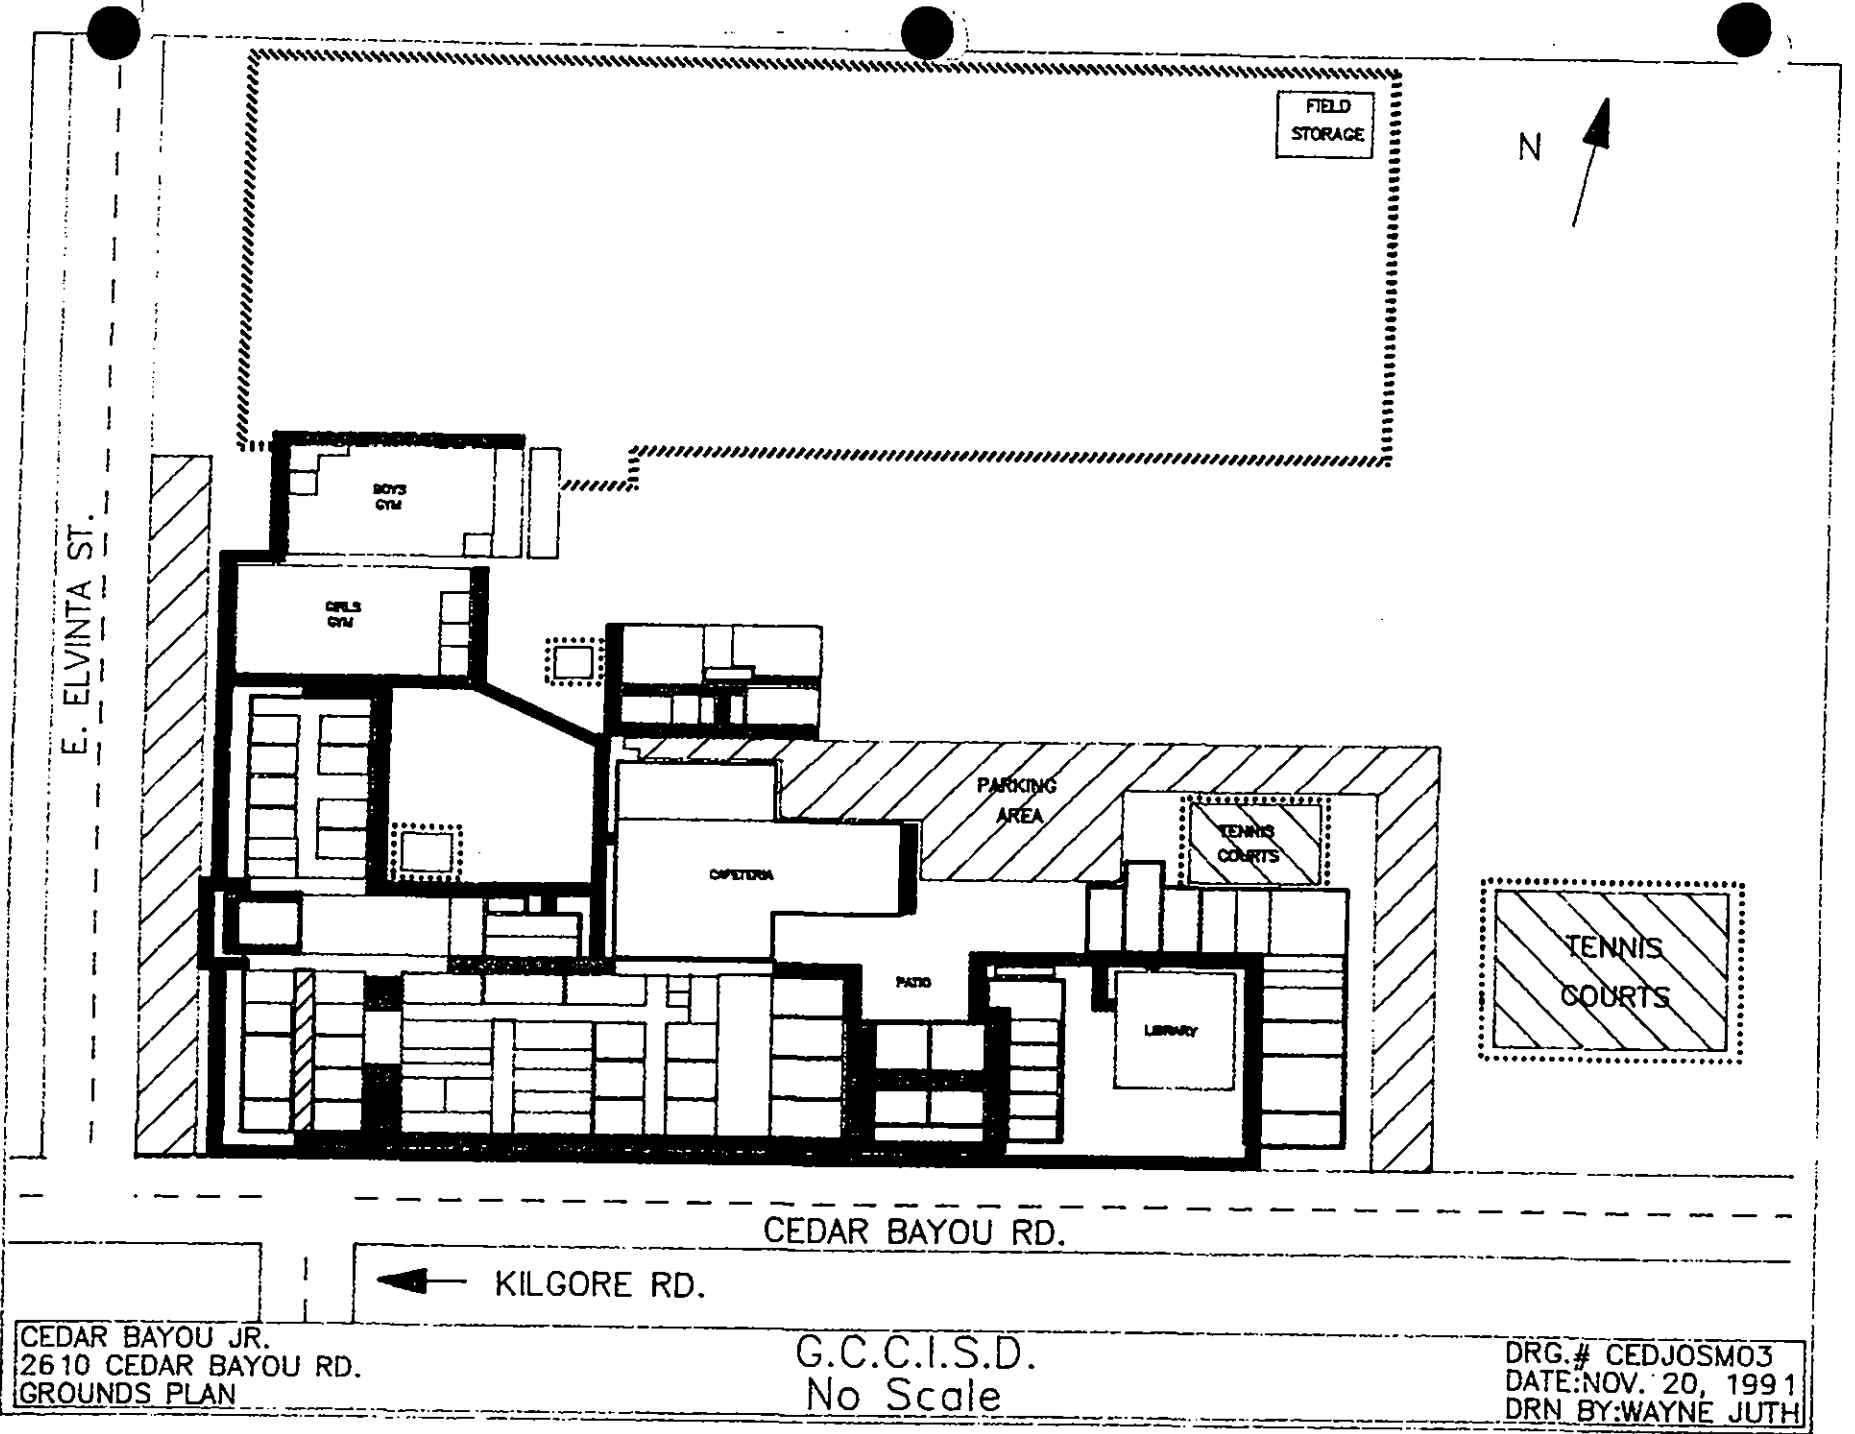 FIELD
STORAGE
N
BOYS
GYM
E. ELVINTA ST.
GIRLS
GYM
PARKING
AREA
TENNIS
COURTS
CAFETERIA
TENNIS
COURTS
PATIO
LIBRARY
CEDAR BAYOU RD.
KILGORE RD.
CEDAR BAYOU JR.
2610 CEDAR BAYOU RD.
GROUNDS PLAN
G.C.C.I.S.D.
No Scale
DRG.# CEDJOSM03
DATE:NOV. 20, 1991
DRN BY:WAYNE JUTH